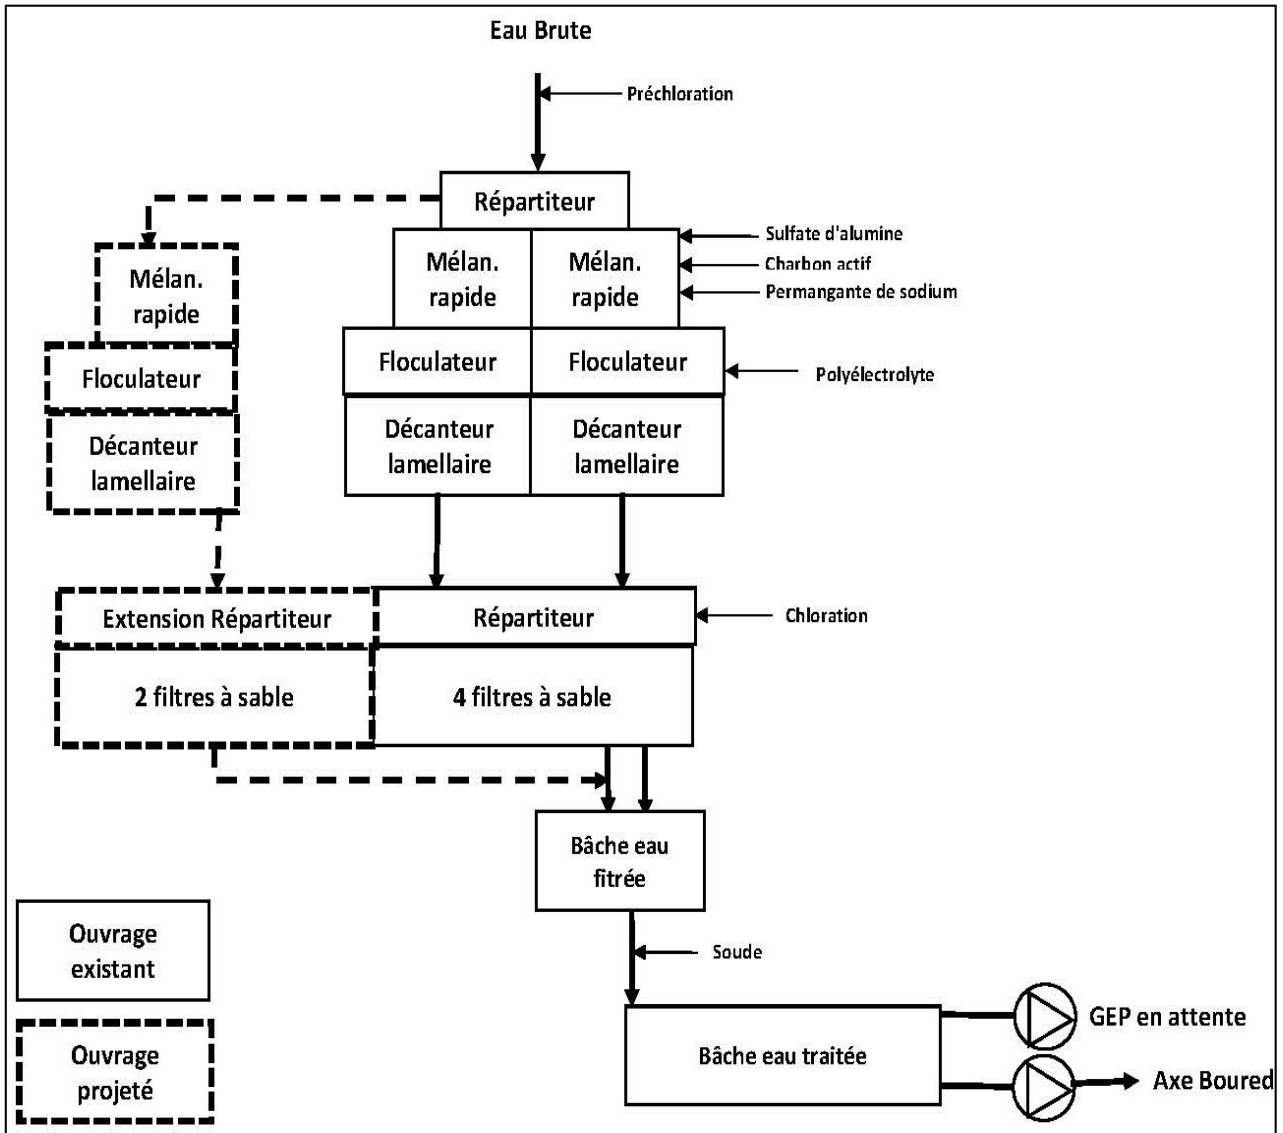 Eau Brute
Préchloration
Répartiteur
Sulfate d'alumine
Charbon actif
Permangante de sodium
Mélan.
rapide
Mélan.
rapide
Mélan.
rapide
Floculateur
Floculateur
Floculateur
Polyélectrolyte
Décanteur
lamellaire
Décanteur
lamellaire
Décanteur
lamellaire
Extension Répartiteur
Répartiteur
Chloration
2 filtres à sable
4 filtres à sable
Bâche eau
fitrée
Soude
Ouvrage
existant
Ouvrage
projeté
Bâche eau traitée
GEP en attente
Axe Boured